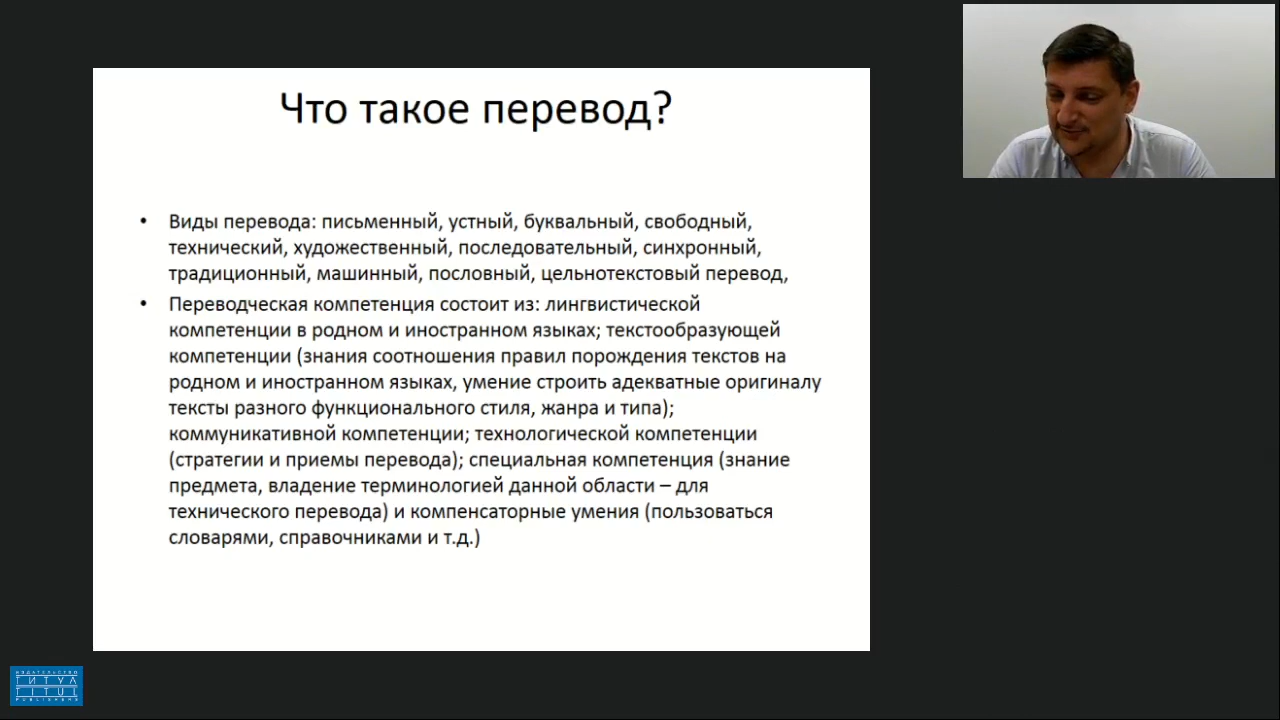 Что такое перевод?
• Виды перевода: письменный, устный, буквальный, свободный,
технический, художественный, последовательный, синхронный,
традиционный, машинный, пословный, цельнотекстовый перевод,
• Переводческая компетенция состоит из: лингвистической
компетенции в родном и иностранном языках; текстообразующей
компетенции (знания соотношения правил порождения текстов на
родном и иностранном языках, умение строить адекватные оригиналу
тексты разного функционального стиля, жанра и типа);
коммуникативной компетенции; технологической компетенции
(стратегии и приемы перевода); специальная компетенция (знание
предмета, владение терминологией данной области – для
технического перевода) и компенсаторные умения (пользоваться
словарями, справочниками и т.д.)
ИЗДАТЕЛЬСТВО
ТИТУЛ
TITUL
PUBLISHERS